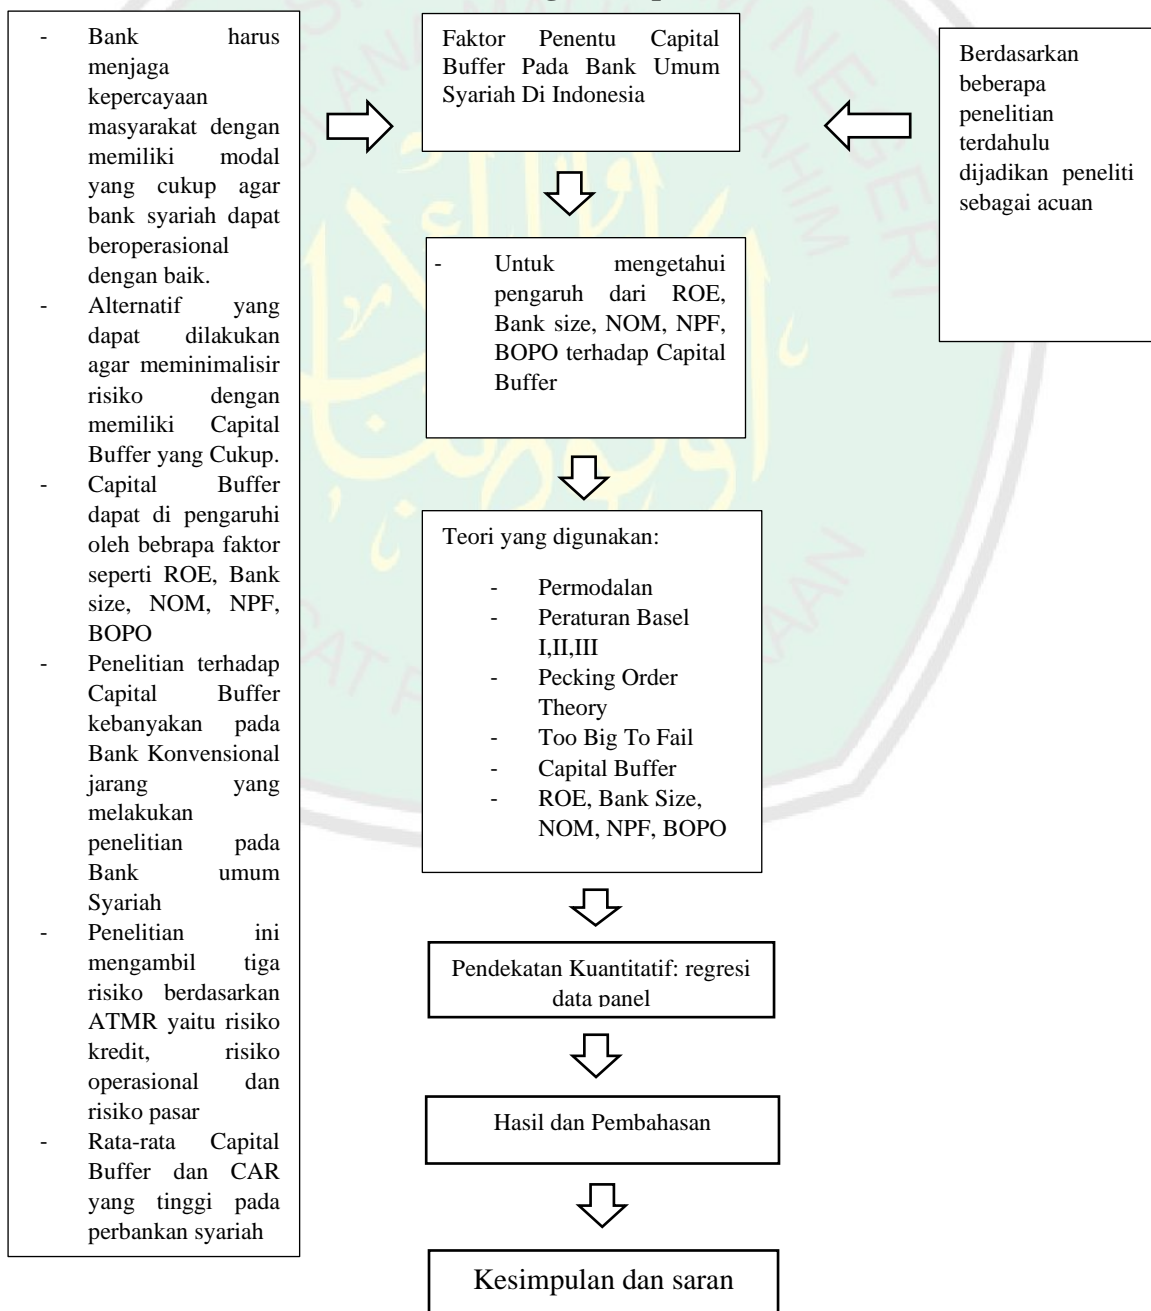 - Bank harus
menjaga
kepercayaan
masyarakat dengan
memiliki modal
yang cukup agar
bank syariah dapat
beroperasional
dengan baik.
- Alternatif yang
dapat dilakukan
agar meminimalisir
risiko dengan
memiliki Capital
Buffer yang Cukup.
- Capital Buffer
dapat di pengaruhi
oleh bebrapa faktor
seperti ROE, Bank
size, NOM, NPF,
BOPO
- Penelitian terhadap
Capital Buffer
kebanyakan pada
Bank Konvensional
jarang yang
melakukan
penelitian pada
Bank umum
Syariah
- Penelitian ini
mengambil tiga
risiko berdasarkan
ATMR yaitu risiko
kredit, risiko
operasional dan
risiko pasar
- Rata-rata Capital
Buffer dan CAR
yang tinggi pada
perbankan syariah
Faktor Penentu Capital
Buffer Pada Bank Umum
Syariah Di Indonesia
Berdasarkan
beberapa
penelitian
terdahulu
dijadikan peneliti
sebagai acuan
- Untuk mengetahui
pengaruh dari ROE,
Bank size, NOM, NPF,
BOPO terhadap Capital
Buffer
Teori yang digunakan:
- Permodalan
- Peraturan Basel
I,II,III
- Pecking Order
Theory
- Too Big To Fail
- Capital Buffer
- ROE, Bank Size,
NOM, NPF, BOPO
Pendekatan Kuantitatif: regresi
data panel
Hasil dan Pembahasan
Kesimpulan dan saran